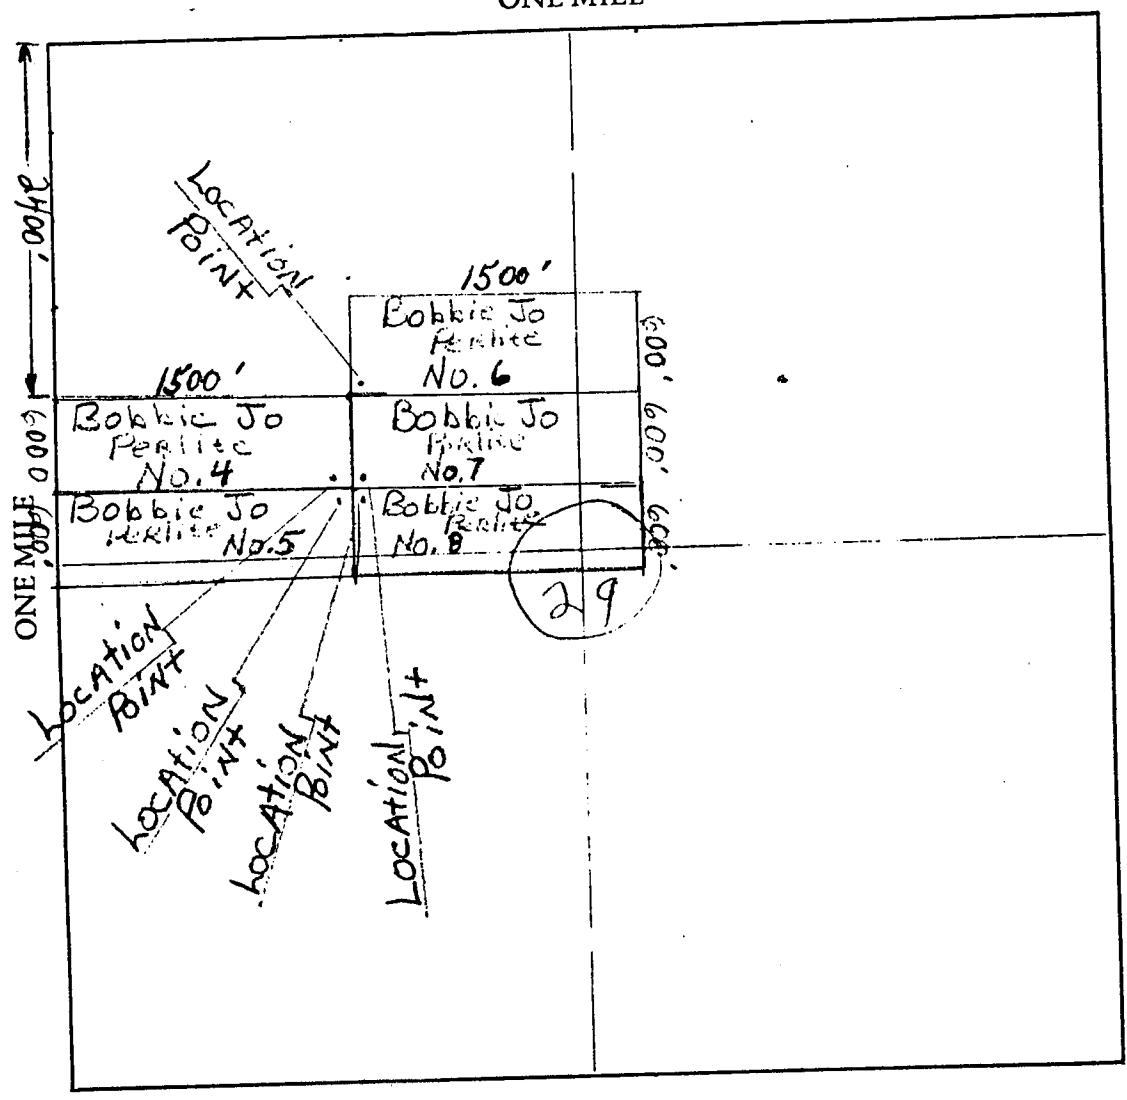 ONE MILE
2400'
LOCATION
POINT
1500'
Bobbie Jo
Perlite
No. 6
600'
1500'
Bobbie Jo
Perlite
No. 4
Bobbie Jo
Perlite
No. 7
600'
ONE MILE
Bobbie Jo
Perlite
No. 5
600'
Bobbie Jo
Perlite
No. 8
600'
29
LOCATION
POINT
LOCATION
POINT
LOCATION
POINT
LOCATION
POINT